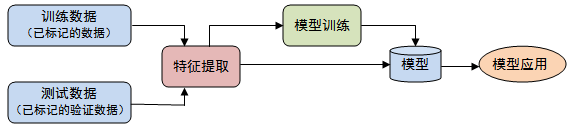 训练数据
（已标记的数据）
模型训练
特征提取
模型
模型应用
测试数据
（已标记的验证数据）